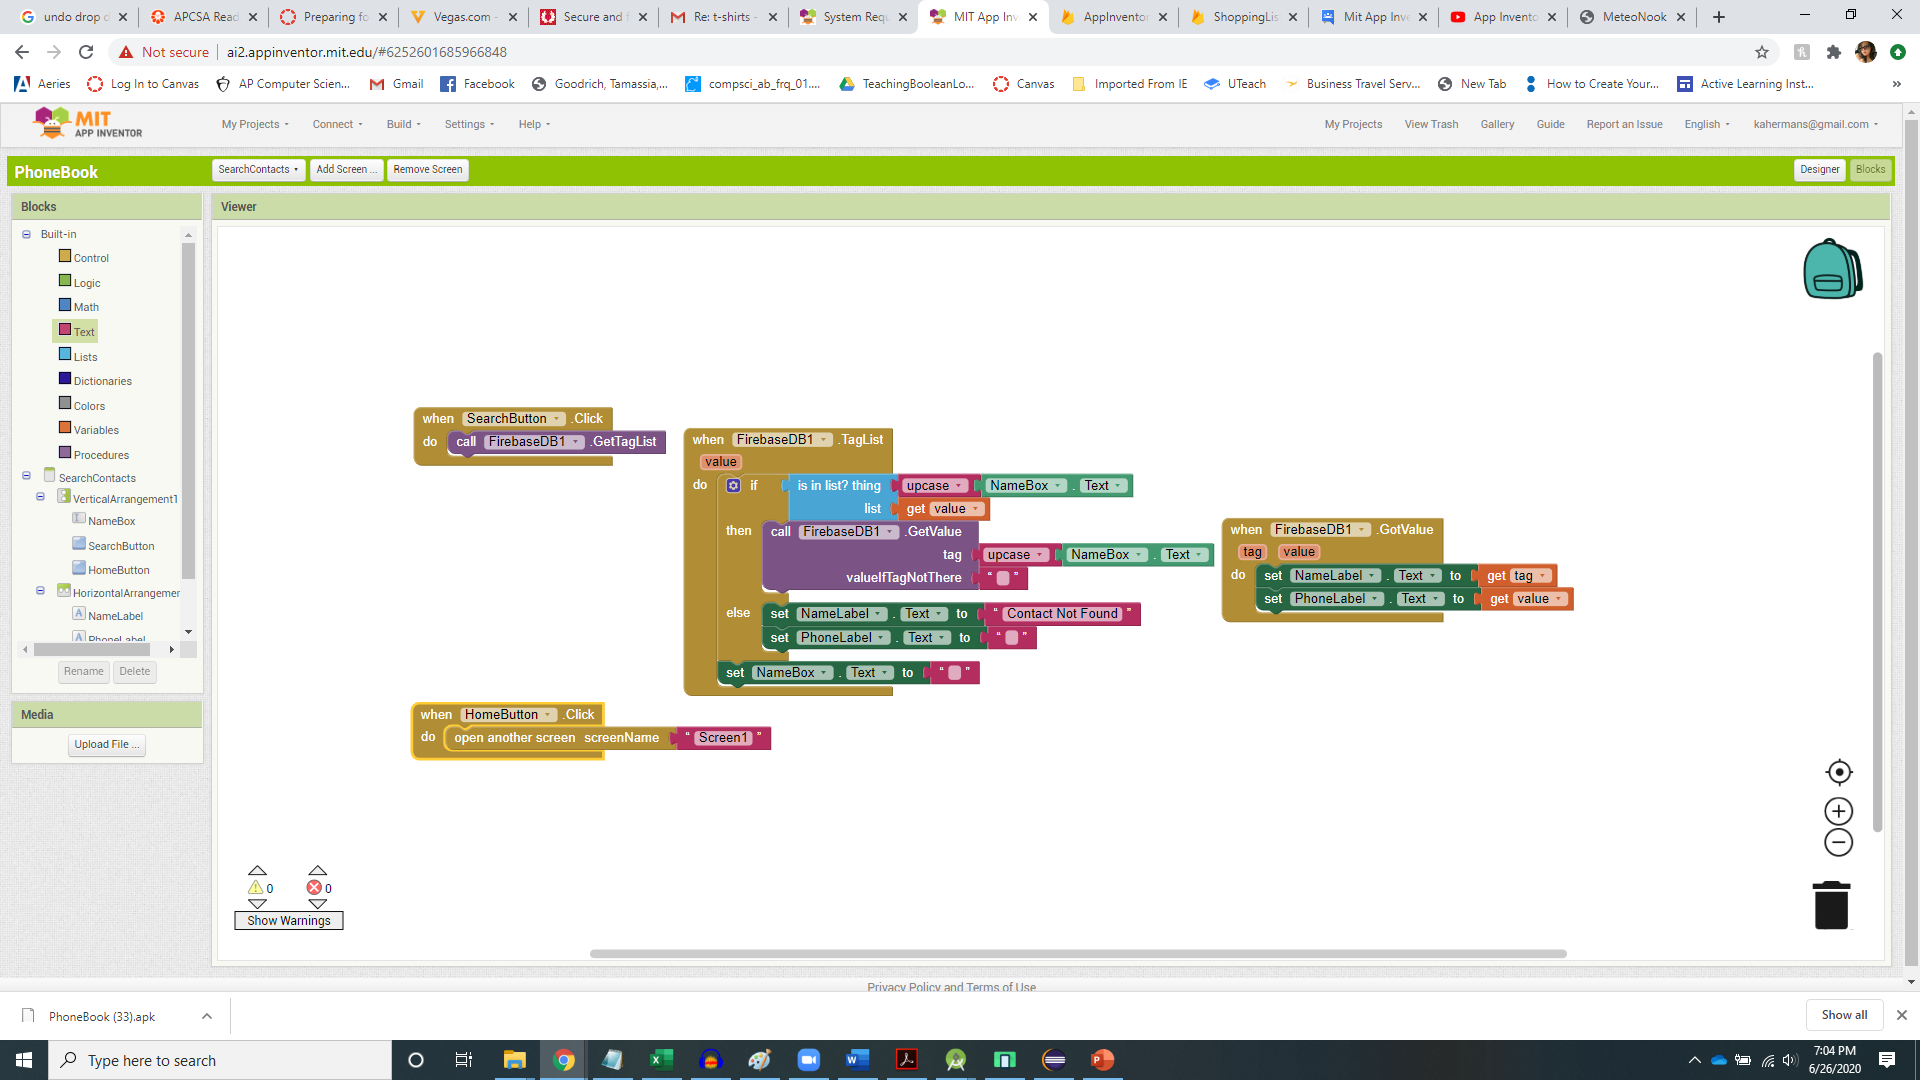 undo drop d
APCSA Read
Preparing fo
Vegas.com -
Secure and f
Re: t-shirts -
System Requ
MIT App Inv
AppInventor
ShoppingLis
Mit App Inve
App Invento
MeteoNook
Not secure | ai2.appinventor.mit.edu/#6252601685966848
Aeries
Log In to Canvas
AP Computer Scien...
Gmail
Facebook
Goodrich, Tamassia,...
compsci_ab_frq_01....
TeachingBooleanLo...
Canvas
Imported From IE
UTeach
Business Travel Serv...
New Tab
How to Create Your...
Active Learning Inst...
»
MIT
APP INVENTOR
My Projects
Connect
Build
Settings
Help
My Projects
View Trash
Gallery
Guide
Report an Issue
English
kahermans@gmail.com
PhoneBook
SearchContacts
Add Screen ...
Remove Screen
Designer
Blocks
Blocks
Viewer
Built-in
Control
Logic
Math
Text
Lists
Dictionaries
Colors
Variables
Procedures
SearchContacts
VerticalArrangement1
NameBox
SearchButton
HomeButton
HorizontalArrangemer
NameLabel
PhoneLabel
Rename
Delete
Media
Upload File ...
when SearchButton .Click
do call FirebaseDB1 .GetTagList
when FirebaseDB1 .TagList
value
do if is in list? thing upcase NameBox . Text
list get value
then call FirebaseDB1 .GetValue
tag upcase NameBox . Text
valueIfTagNotThere “ ”
else set NameLabel . Text to “ Contact Not Found ”
set PhoneLabel . Text to “ ”
set NameBox . Text to “ ”
when FirebaseDB1 .GotValue
tag value
do set NameLabel . Text to get tag
set PhoneLabel . Text to get value
when HomeButton .Click
do open another screen screenName “ Screen1 ”
0 0
Show Warnings
Privacy Policy and Terms of Use
PhoneBook (33).apk
Show all
Type here to search
7:04 PM
6/26/2020